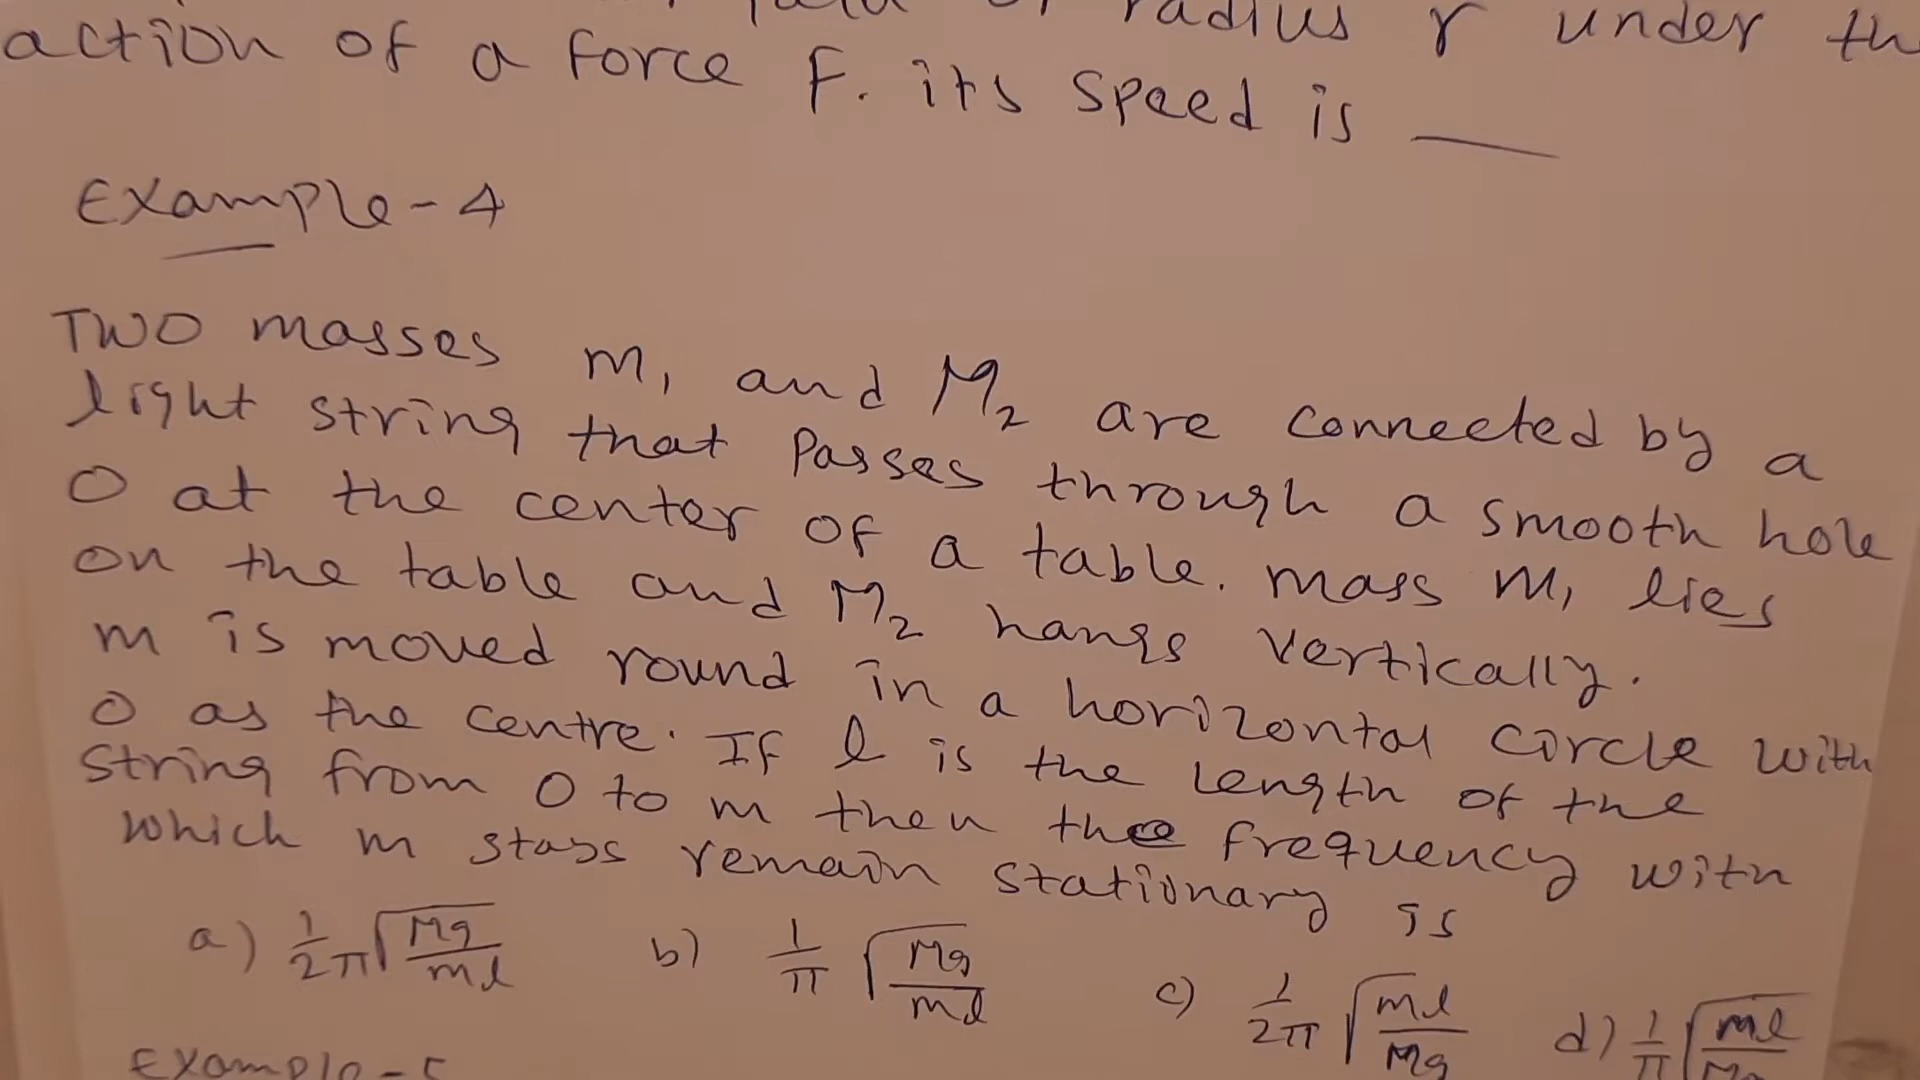 radius r under
action of a force F. its speed is ___
Example-4
Two masses m, and M2 are connected by a
light string that passes through a smooth hole
O at the center of a table. mass m, lies
on the table and M2 hangs vertically.
m is moved round in a horizontal circle with
O as the centre. If l is the length of the
string from O to m then the frequency with
which m stays remain stationary is
a) 1/2π √(Mg/ml) b) 1/π √(Mg/ml) c) 1/2π √(ml/Mg) d) 1/π √(ml/
Example-5